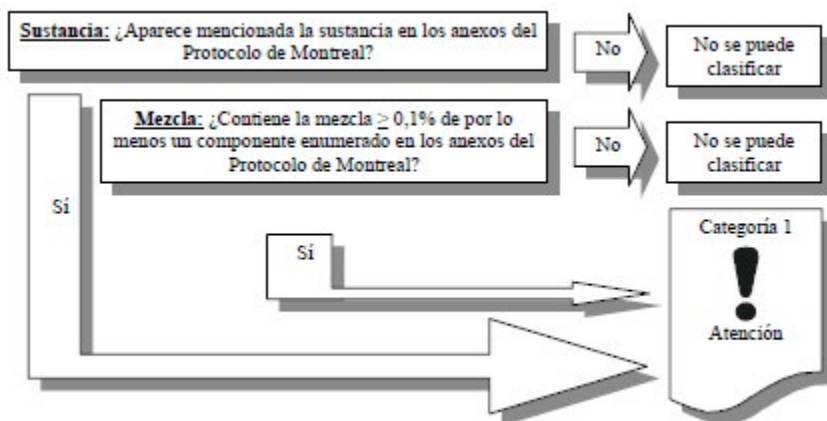 Sustancia: ¿Aparece mencionada la sustancia en los anexos del
Protocolo de Montreal?
No
No se puede
clasificar
Mezcla: ¿Contiene la mezcla ≥ 0,1% de por lo
menos un componente enumerado en los anexos del
Protocolo de Montreal?
No
No se puede
clasificar
Sí
Sí
Categoría 1
!
Atención